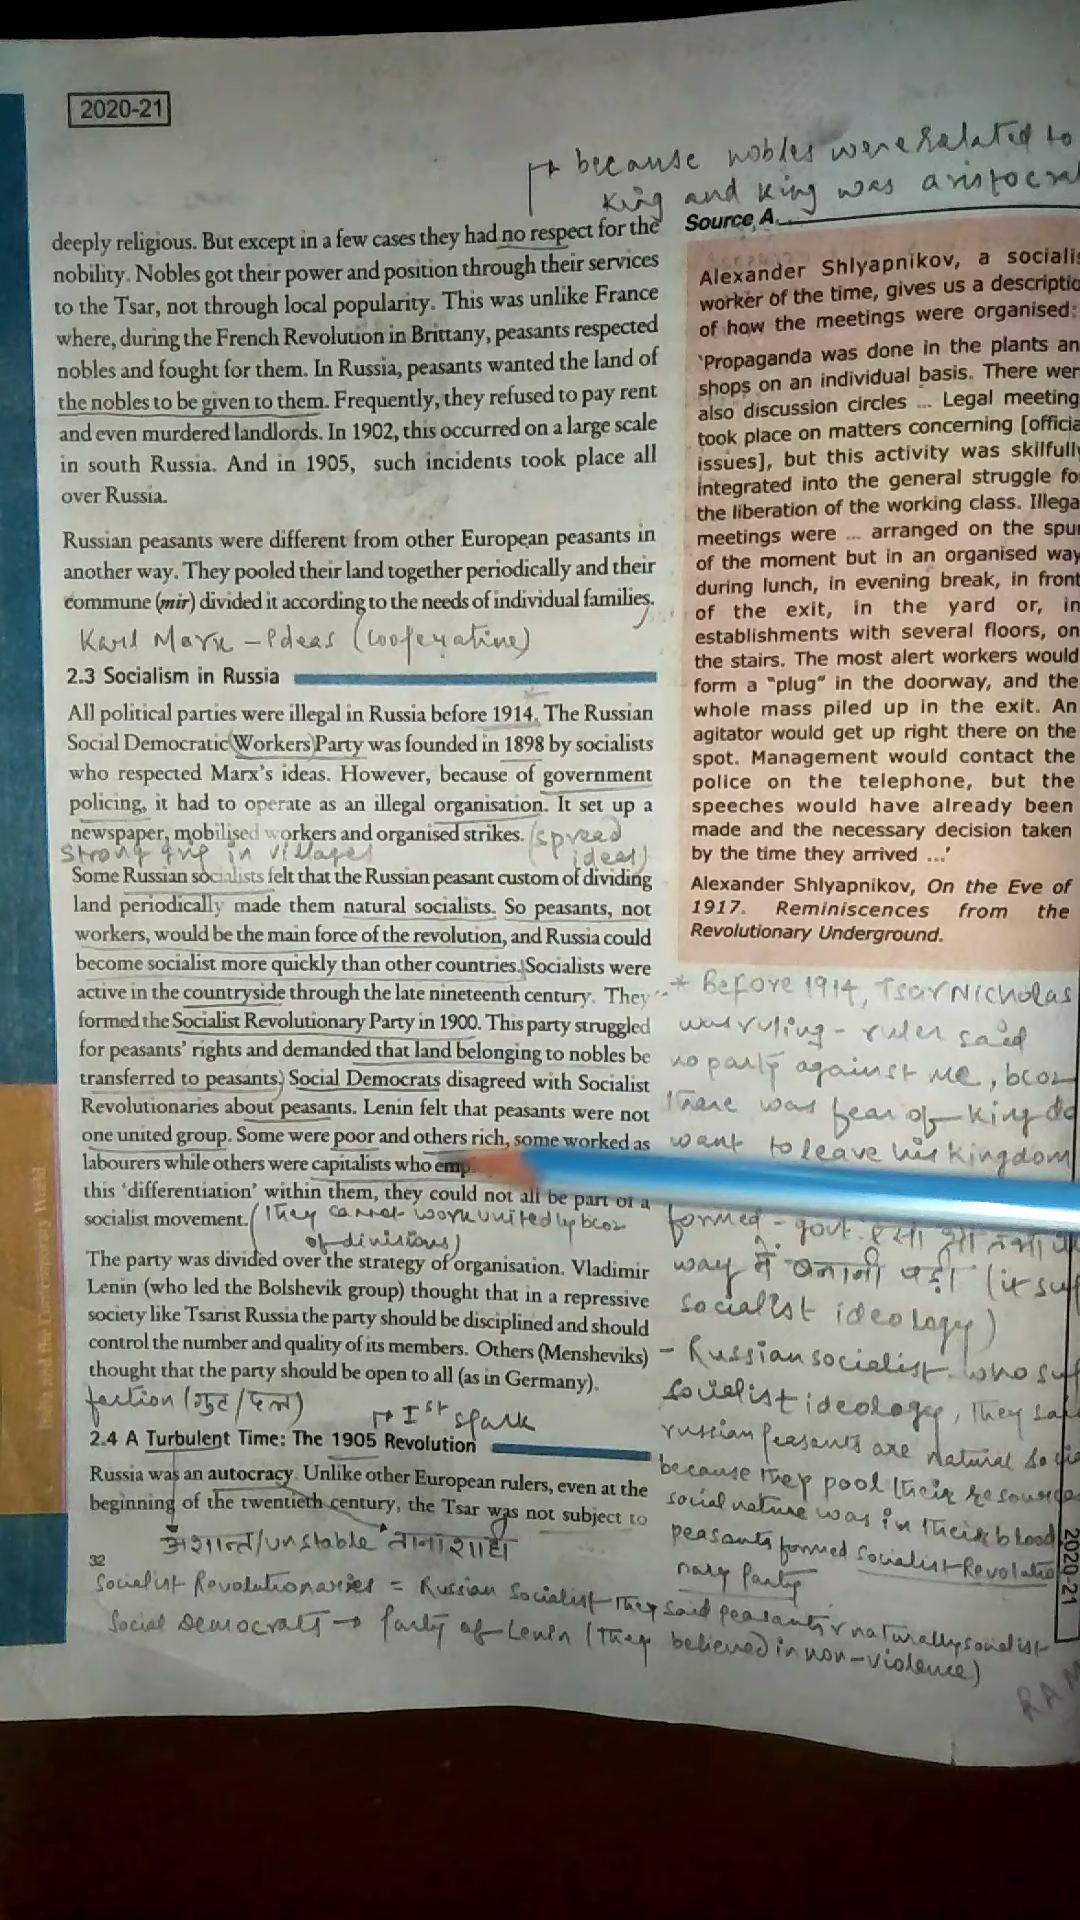 2020-21
because nobles were related to
King and King was aristocra
deeply religious. But except in a few cases they had no respect for the
nobility. Nobles got their power and position through their services
to the Tsar, not through local popularity. This was unlike France
where, during the French Revolution in Brittany, peasants respected
nobles and fought for them. In Russia, peasants wanted the land of
the nobles to be given to them. Frequently, they refused to pay rent
and even murdered landlords. In 1902, this occurred on a large scale
in south Russia. And in 1905, such incidents took place all
over Russia.
Russian peasants were different from other European peasants in
another way. They pooled their land together periodically and their
commune (mir) divided it according to the needs of individual families.
Karl Marx - Ideas (Cooperative)
2.3 Socialism in Russia
All political parties were illegal in Russia before 1914. The Russian
Social Democratic Workers Party was founded in 1898 by socialists
who respected Marx's ideas. However, because of government
policing, it had to operate as an illegal organisation. It set up a
newspaper, mobilised workers and organised strikes. (spread
ideas)
Strong grip in villages
Some Russian socialists felt that the Russian peasant custom of dividing
land periodically made them natural socialists. So peasants, not
workers, would be the main force of the revolution, and Russia could
become socialist more quickly than other countries. Socialists were
active in the countryside through the late nineteenth century. They
formed the Socialist Revolutionary Party in 1900. This party struggled
for peasants' rights and demanded that land belonging to nobles be
transferred to peasants. Social Democrats disagreed with Socialist
Revolutionaries about peasants. Lenin felt that peasants were not
one united group. Some were poor and others rich, some worked as
labourers while others were capitalists who emp
this 'differentiation' within them, they could not all be part of a
socialist movement. (They cannot work unitedly bcoz
of divisions)
The party was divided over the strategy of organisation. Vladimir
Lenin (who led the Bolshevik group) thought that in a repressive
society like Tsarist Russia the party should be disciplined and should
control the number and quality of its members. Others (Mensheviks)
thought that the party should be open to all (as in Germany).
faction (गुट/दल)
Ist spark
2.4 A Turbulent Time: The 1905 Revolution
Russia was an autocracy. Unlike other European rulers, even at the
beginning of the twentieth century, the Tsar was not subject to
अशान्त/unstable तानाशाही
32
Socialist Revolutionaries = Russian Socialist They said peasants r naturally socialist
Social Democrats → Party of Lenin (They believed in non-violence)
Source A
Alexander Shlyapnikov, a socialis
worker of the time, gives us a descriptio
of how the meetings were organised:
'Propaganda was done in the plants an
shops on an individual basis. There wer
also discussion circles ... Legal meeting
took place on matters concerning [officia
issues], but this activity was skilfully
integrated into the general struggle fo
the liberation of the working class. Illega
meetings were ... arranged on the spur
of the moment but in an organised way
during lunch, in evening break, in front
of the exit, in the yard or, in
establishments with several floors, on
the stairs. The most alert workers would
form a "plug" in the doorway, and the
whole mass piled up in the exit. An
agitator would get up right there on the
spot. Management would contact the
police on the telephone, but the
speeches would have already been
made and the necessary decision taken
by the time they arrived ...'
Alexander Shlyapnikov, On the Eve of
1917. Reminiscences from the
Revolutionary Underground.
* Before 1914, Tsar Nicholas
was ruling - ruler said
no party against me, bcoz
There was fear of King do
want to leave his kingdom
formed - govt.
way में बनानी पड़ी (it sup
socialist ideology)
- Russian socialist who sup
socialist ideology, They said
russian peasants are natural soci
because They pool their resources
social nature was in Their blood
peasants formed Socialist Revolutio
nary Party
2020-21
India and the Contemporary World
RAM